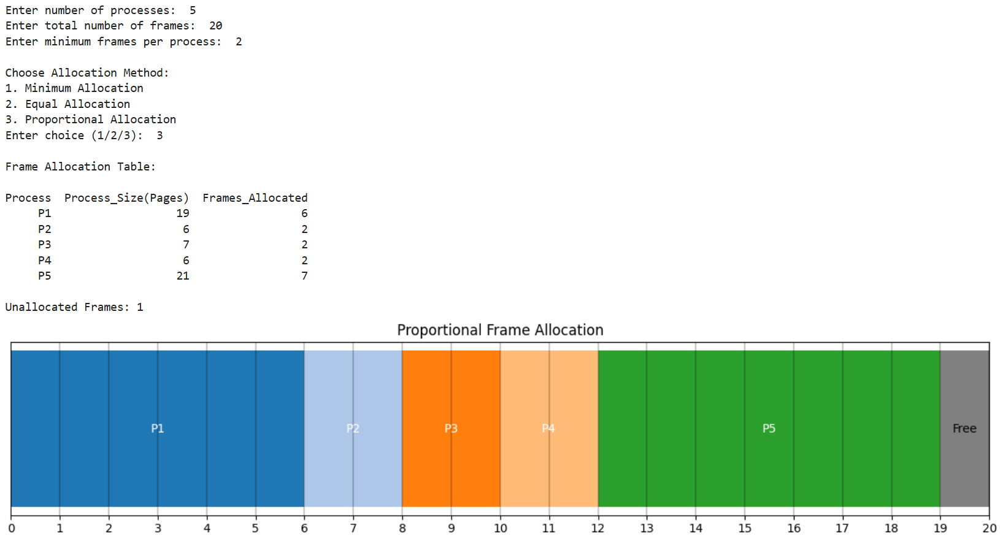 Enter number of processes:  5
Enter total number of frames:  20
Enter minimum frames per process:  2
Choose Allocation Method:
1. Minimum Allocation
2. Equal Allocation
3. Proportional Allocation
Enter choice (1/2/3):  3
Frame Allocation Table:
Process  Process_Size(Pages)  Frames_Allocated
P1 19 6
P2 6 2
P3 7 2
P4 6 2
P5 21 7
Unallocated Frames: 1
Proportional Frame Allocation
P1 P2 P3 P4 P5 Free
0 1 2 3 4 5 6 7 8 9 10 11 12 13 14 15 16 17 18 19 20